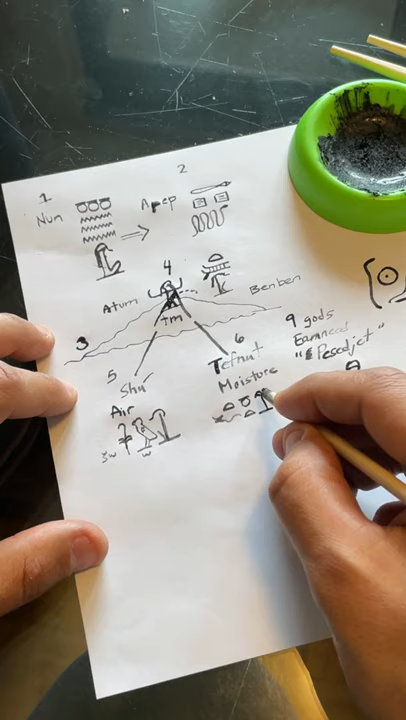 1
2
Nun
Apep
4
Atum
Benben
tm
3
9 gods
Eannead
"Pesedjet"
5
6
Shu
Tefnut
Air
Moisture
šw
w